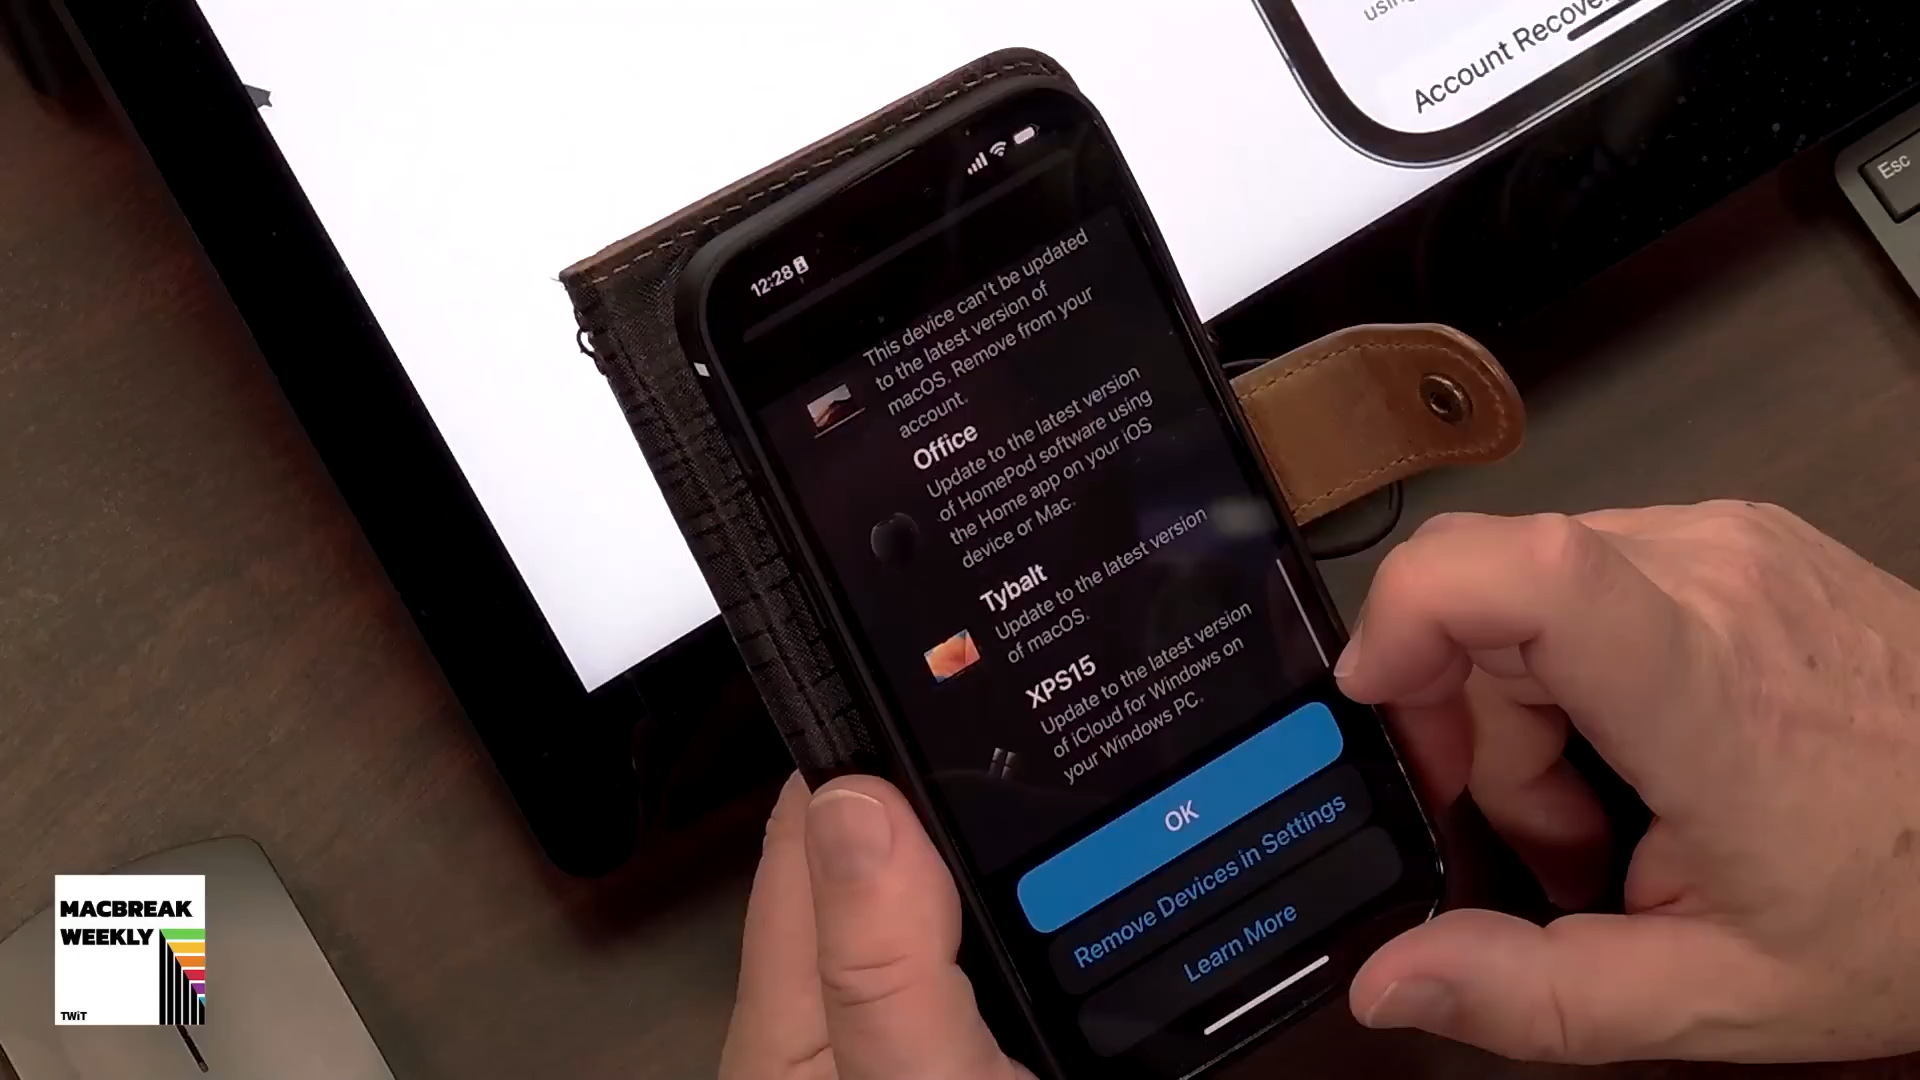 using
Account Recove
Esc
12:28
This device can't be updated
to the latest version of
macOS. Remove from your
account.
Office
Update to the latest version
of HomePod software using
the Home app on your iOS
device or Mac.
Tybalt
Update to the latest version
of macOS.
XPS15
Update to the latest version
of iCloud for Windows on
your Windows PC.
OK
Remove Devices in Settings
Learn More
MACBREAK
WEEKLY
TWiT